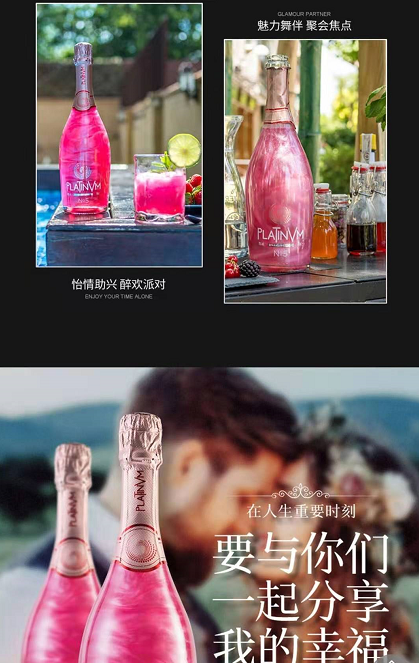 GLAMOUR PARTNER
魅力舞伴 聚会焦点
PLATINVM
N:5
PLATINVM
N:5
怡情助兴 醉欢派对
ENJOY YOUR TIME ALONE
PLATINVM
PLATINVM
在人生重要时刻
要与你们
一起分享
我的幸福,